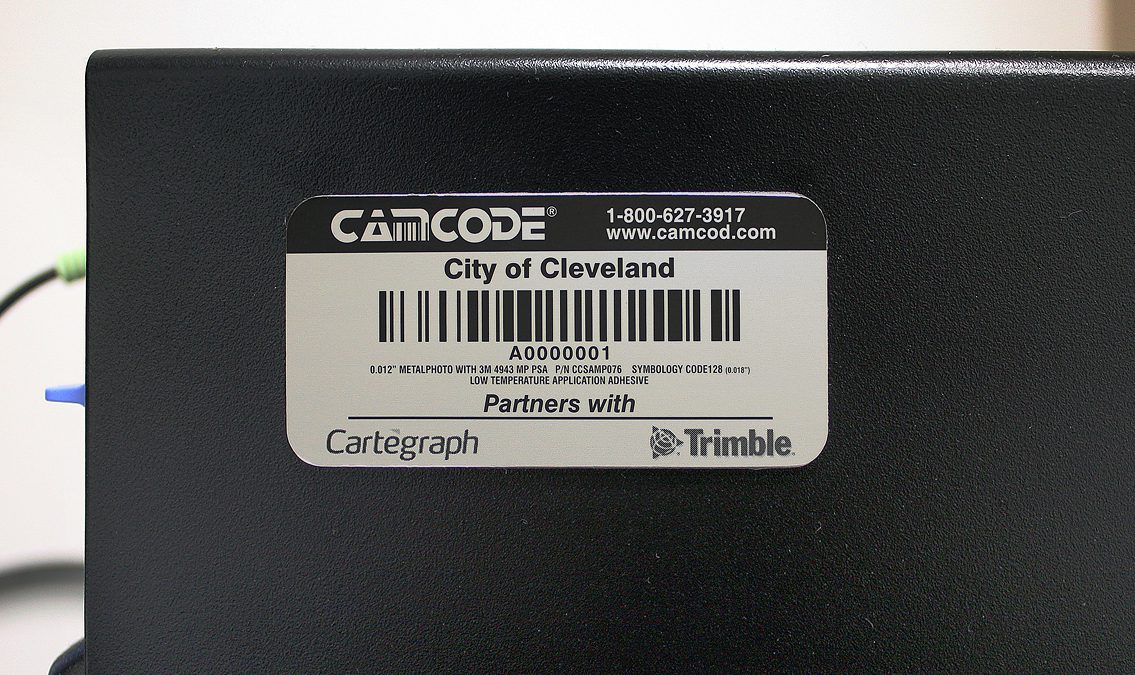 CAMCODE® 1-800-627-3917
www.camcod.com
City of Cleveland
A0000001
0.012" METALPHOTO WITH 3M 4943 MP PSA P/N CCSAMP076 SYMBOLOGY CODE128 (0.018")
LOW TEMPERATURE APPLICATION ADHESIVE
Partners with
Cartegraph Trimble